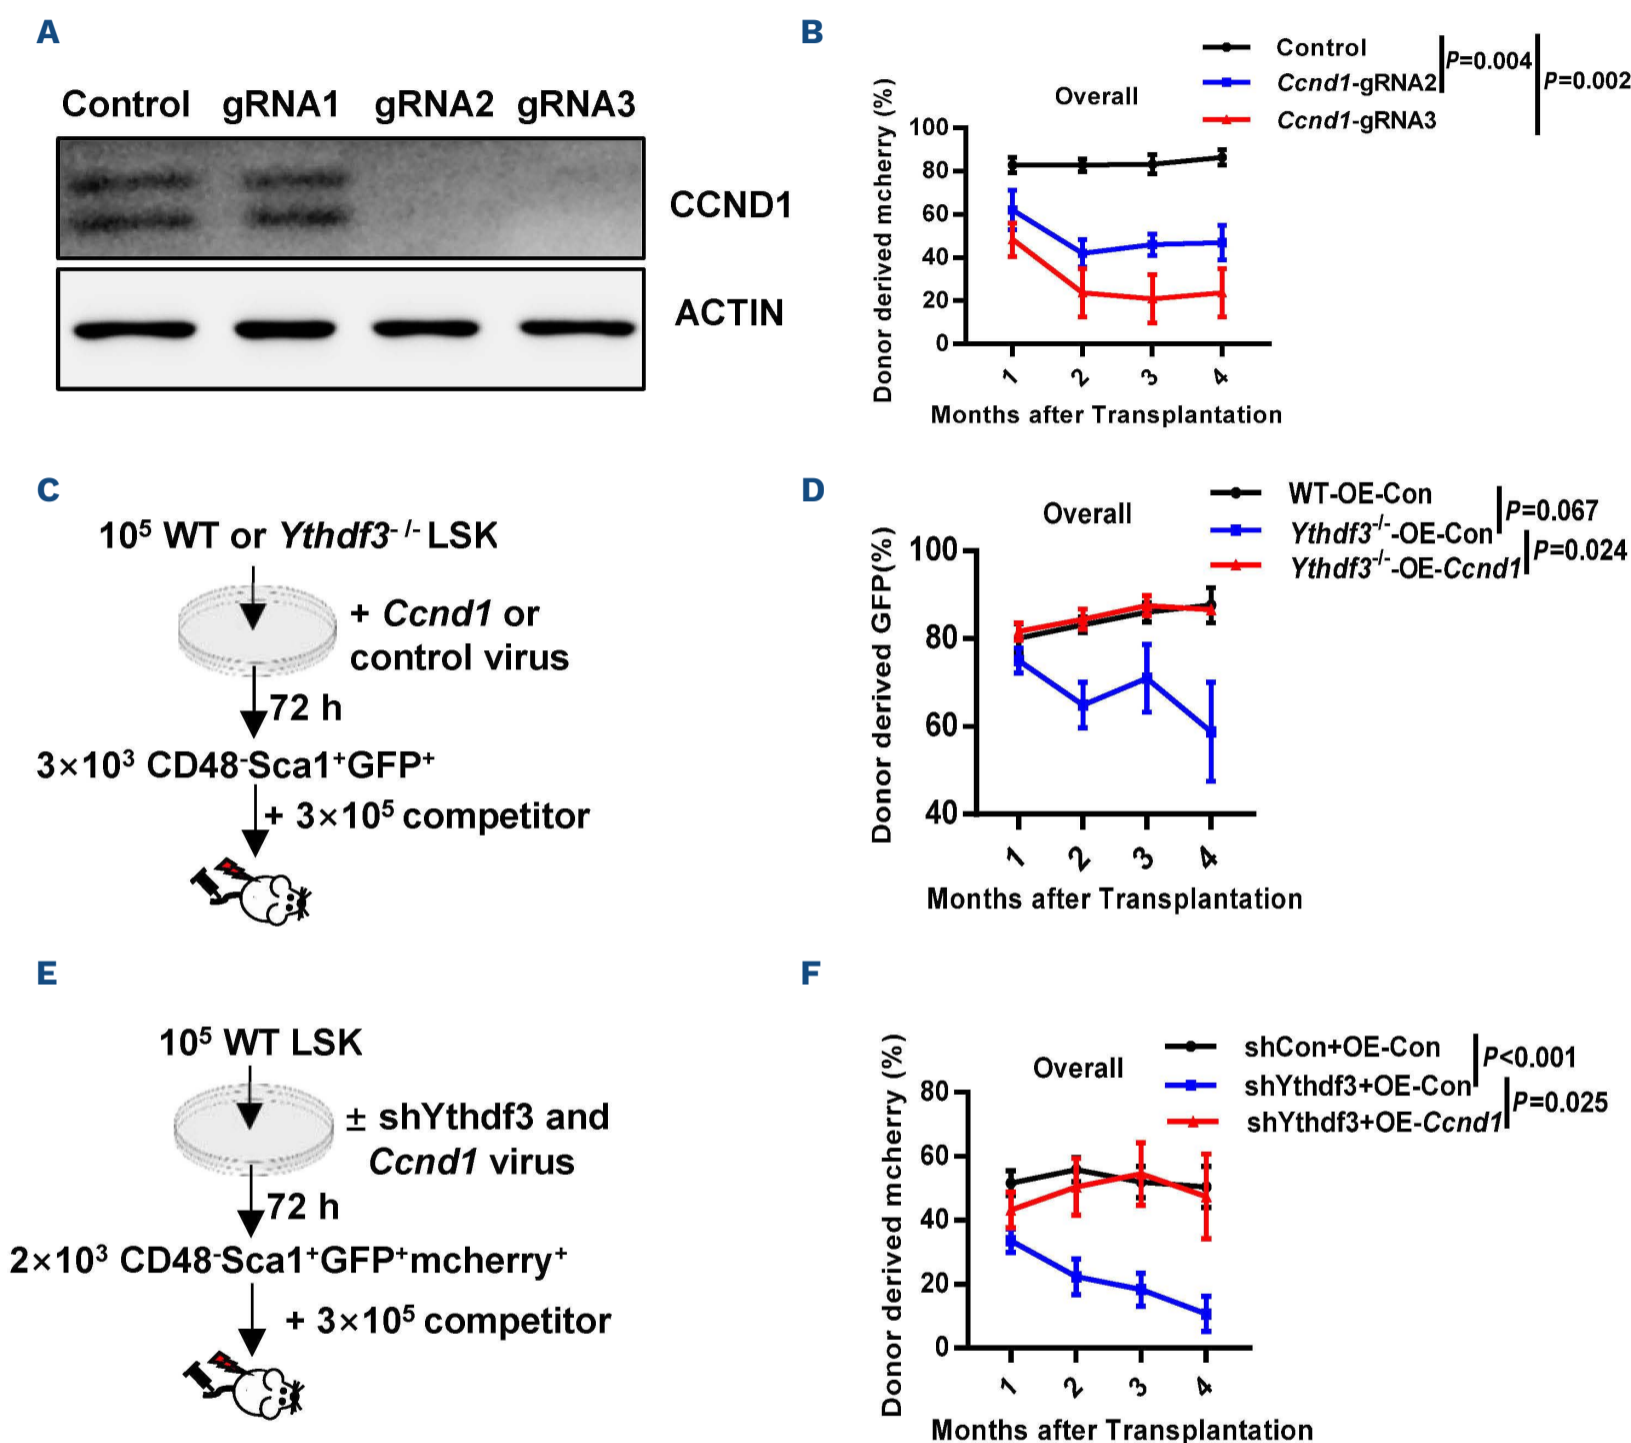 A
Control gRNA1 gRNA2 gRNA3
CCND1
ACTIN
B
Overall
Control
Ccnd1-gRNA2
Ccnd1-gRNA3
P=0.004
P=0.002
Donor derived mcherry (%)
100
80
60
40
20
0
1 2 3 4
Months after Transplantation
C
10⁵ WT or Ythdf3⁻/⁻ LSK
+ Ccnd1 or
control virus
72 h
3×10³ CD48⁻Sca1⁺GFP⁺
+ 3×10⁵ competitor
D
Overall
WT-OE-Con
Ythdf3⁻/⁻-OE-Con
Ythdf3⁻/⁻-OE-Ccnd1
P=0.067
P=0.024
Donor derived GFP(%)
100
80
60
40
1 2 3 4
Months after Transplantation
E
10⁵ WT LSK
± shYthdf3 and
Ccnd1 virus
72 h
2×10³ CD48⁻Sca1⁺GFP⁺mcherry⁺
+ 3×10⁵ competitor
F
Overall
shCon+OE-Con
shYthdf3+OE-Con
shYthdf3+OE-Ccnd1
P<0.001
P=0.025
Donor derived mcherry (%)
80
60
40
20
0
1 2 3 4
Months after Transplantation